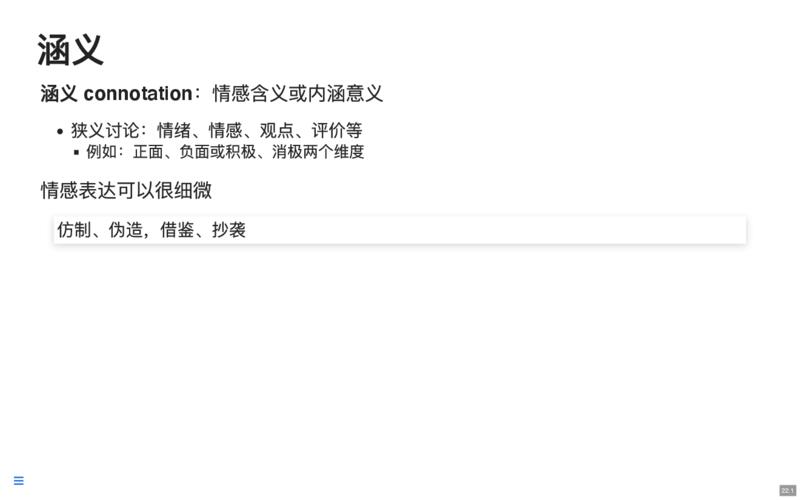 涵义
涵义 connotation：情感含义或内涵意义
狭义讨论：情绪、情感、观点、评价等
例如：正面、负面或积极、消极两个维度
情感表达可以很细微
仿制、伪造，借鉴、抄袭
22.1